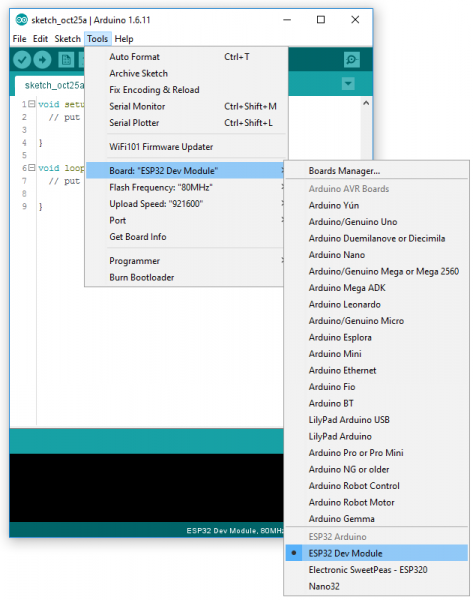 sketch_oct25a | Arduino 1.6.11
File Edit Sketch Tools Help
sketch_oct25a
1 void setu
2 // put
3
4 }
5
6 void loop
7 // put
8
9 }
Auto Format Ctrl+T
Archive Sketch
Fix Encoding & Reload
Serial Monitor Ctrl+Shift+M
Serial Plotter Ctrl+Shift+L
WiFi101 Firmware Updater
Board: "ESP32 Dev Module"
Flash Frequency: "80MHz"
Upload Speed: "921600"
Port
Get Board Info
Programmer
Burn Bootloader
Boards Manager...
Arduino AVR Boards
Arduino Yún
Arduino/Genuino Uno
Arduino Duemilanove or Diecimila
Arduino Nano
Arduino/Genuino Mega or Mega 2560
Arduino Mega ADK
Arduino Leonardo
Arduino/Genuino Micro
Arduino Esplora
Arduino Mini
Arduino Ethernet
Arduino Fio
Arduino BT
LilyPad Arduino USB
LilyPad Arduino
Arduino Pro or Pro Mini
Arduino NG or older
Arduino Robot Control
Arduino Robot Motor
Arduino Gemma
ESP32 Arduino
ESP32 Dev Module
Electronic SweetPeas - ESP320
Nano32
ESP32 Dev Module, 80MHz